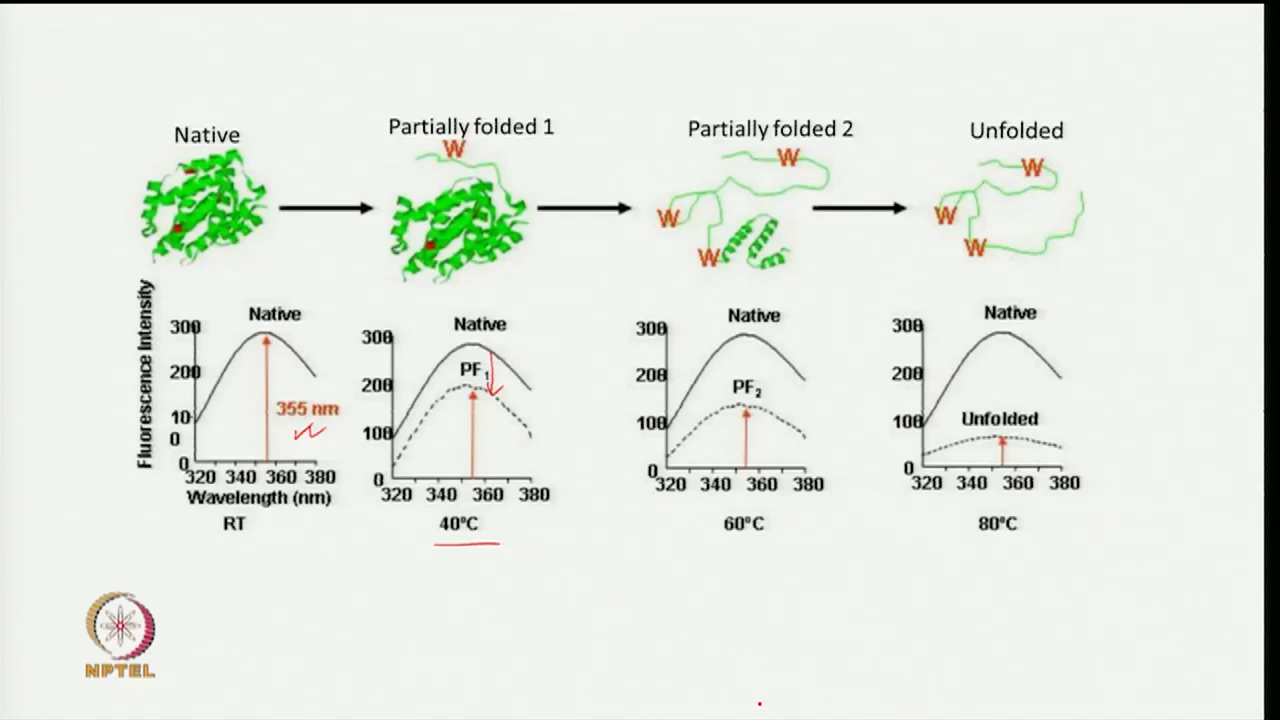 Native
Partially folded 1
Partially folded 2
Unfolded
W
W
W
W
W
W
W
Fluorescence Intensity
300
200
10
0
0
Native
355 nm
320 340 360 380
Wavelength (nm)
RT
300
200
100
0
Native
PF1
320 340 360 380
40°C
300
200
100
0
Native
PF2
320 340 360 380
60°C
300
200
100
0
Native
Unfolded
320 340 360 380
80°C
NPTEL